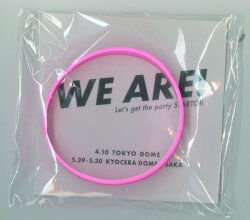 WE ARE!
Let's get the party STARTO!!
4.10 TOKYO DOME
5.29-5.30 KYOCERA DOME OSAKA